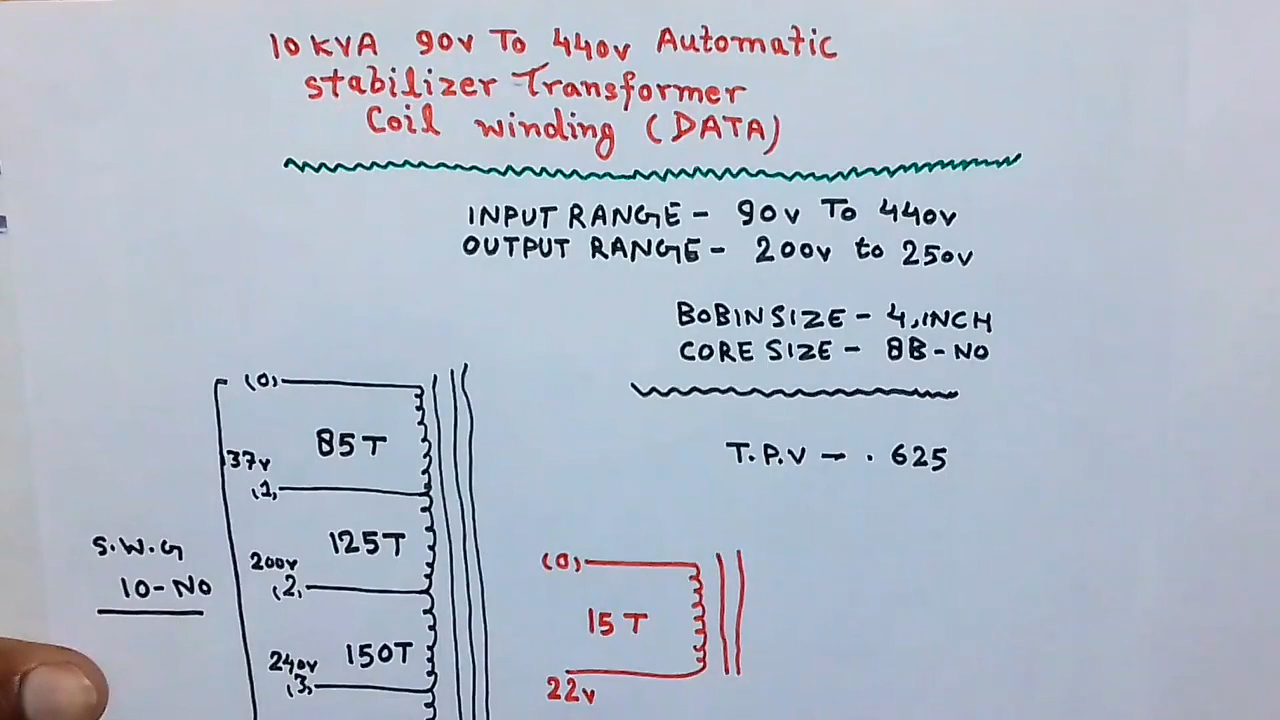 10 KVA 90v To 440v Automatic
stabilizer Transformer
Coil winding (DATA)
INPUT RANGE - 90v To 440v
OUTPUT RANGE - 200v to 250v
BOBIN SIZE - 4, INCH
CORE SIZE - 8B - NO
T.P.V - .625
(0)
85T
137v
(1)
125T
200v
(2)
150T
240v
(3)
S.W.G
10-NO
(0)
15T
22v